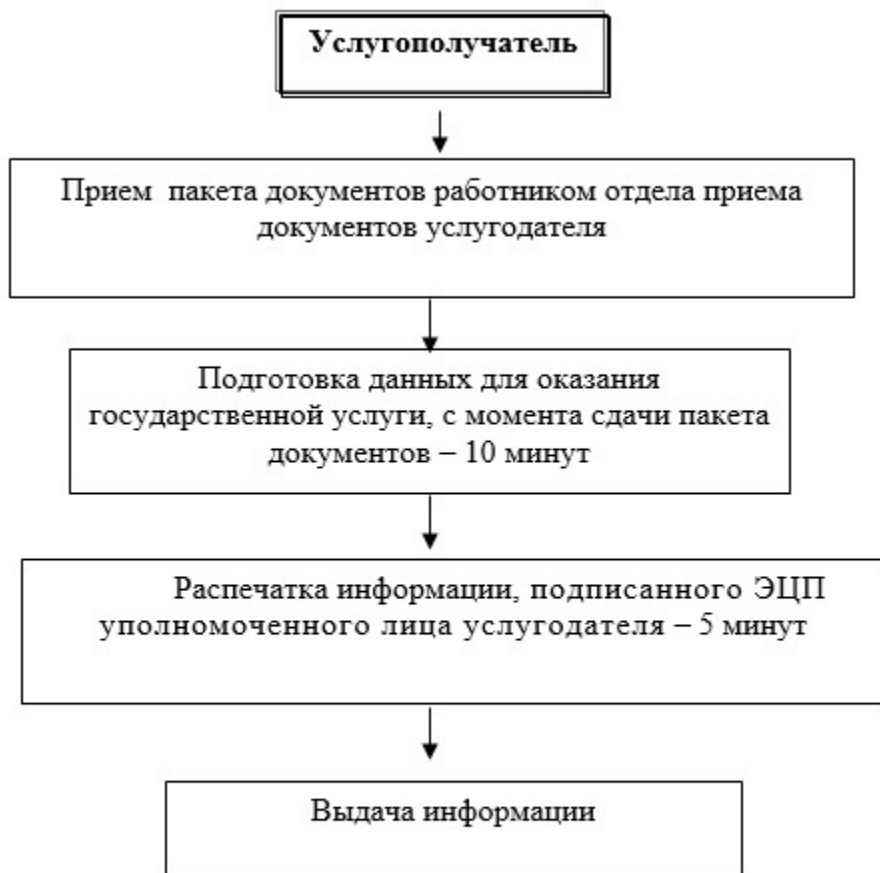 Услугополучатель
Прием пакета документов работником отдела приема
документов услугодателя
Подготовка данных для оказания
государственной услуги, с момента сдачи пакета
документов – 10 минут
Распечатка информации, подписанного ЭЦП
уполномоченного лица услугодателя – 5 минут
Выдача информации